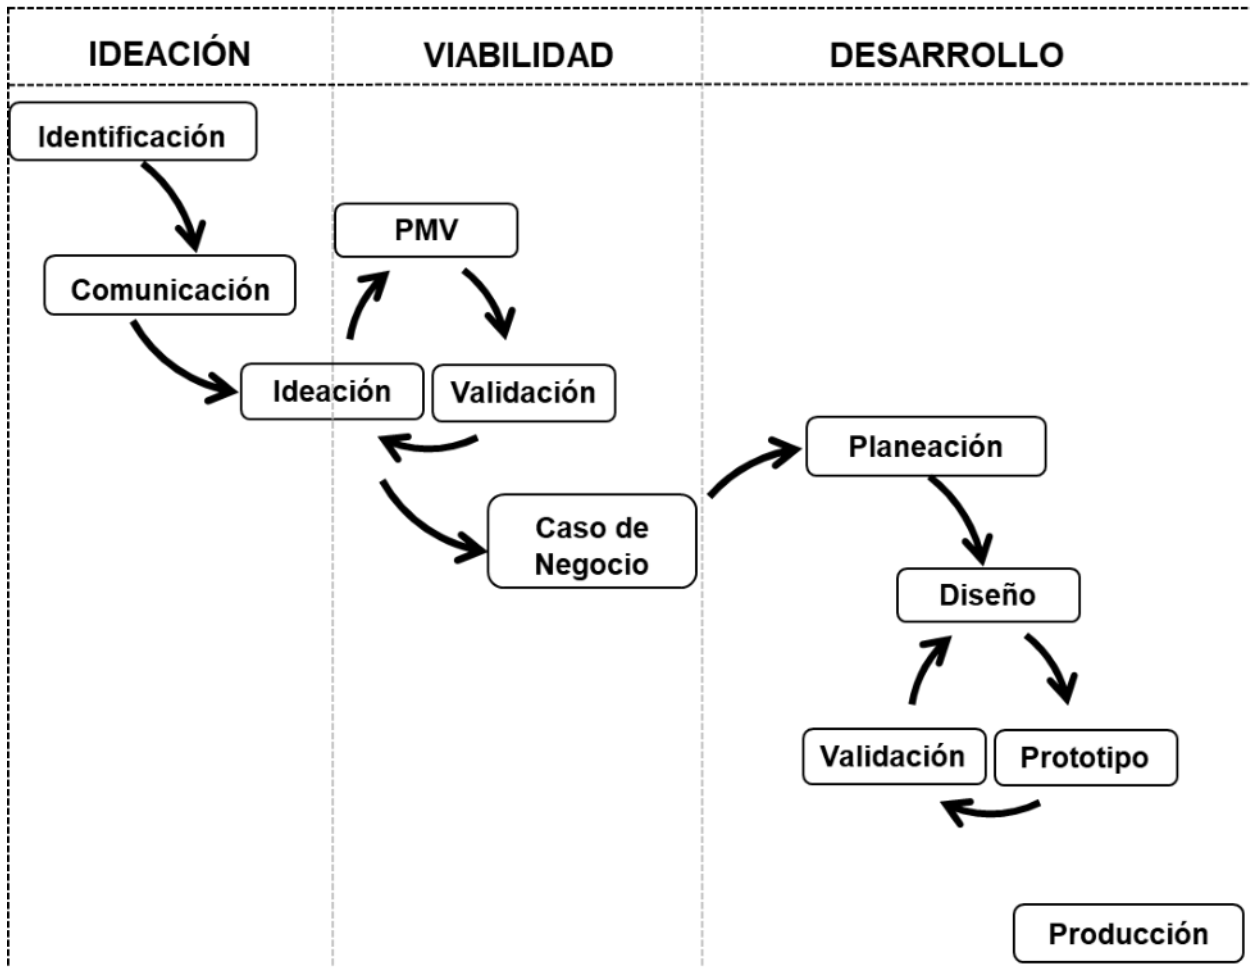 IDEACIÓN
VIABILIDAD
DESARROLLO
Identificación
Comunicación
PMV
Ideación
Validación
Caso de
Negocio
Planeación
Diseño
Validación
Prototipo
Producción